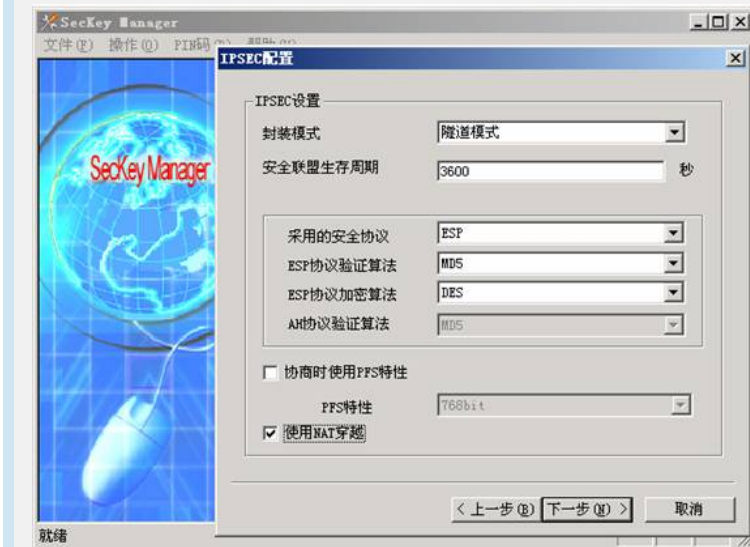 SecKey Manager
文件(F) 操作(O) PIN码
IPSEC配置
SecKey Manager
IPSEC设置
封装模式 隧道模式
安全联盟生存周期 3600 秒
采用的安全协议 ESP
ESP协议验证算法 MD5
ESP协议加密算法 DES
AH协议验证算法 MD5
协商时使用PFS特性
PFS特性 768bit
使用NAT穿越
< 上一步(B) 下一步(N) > 取消
就绪